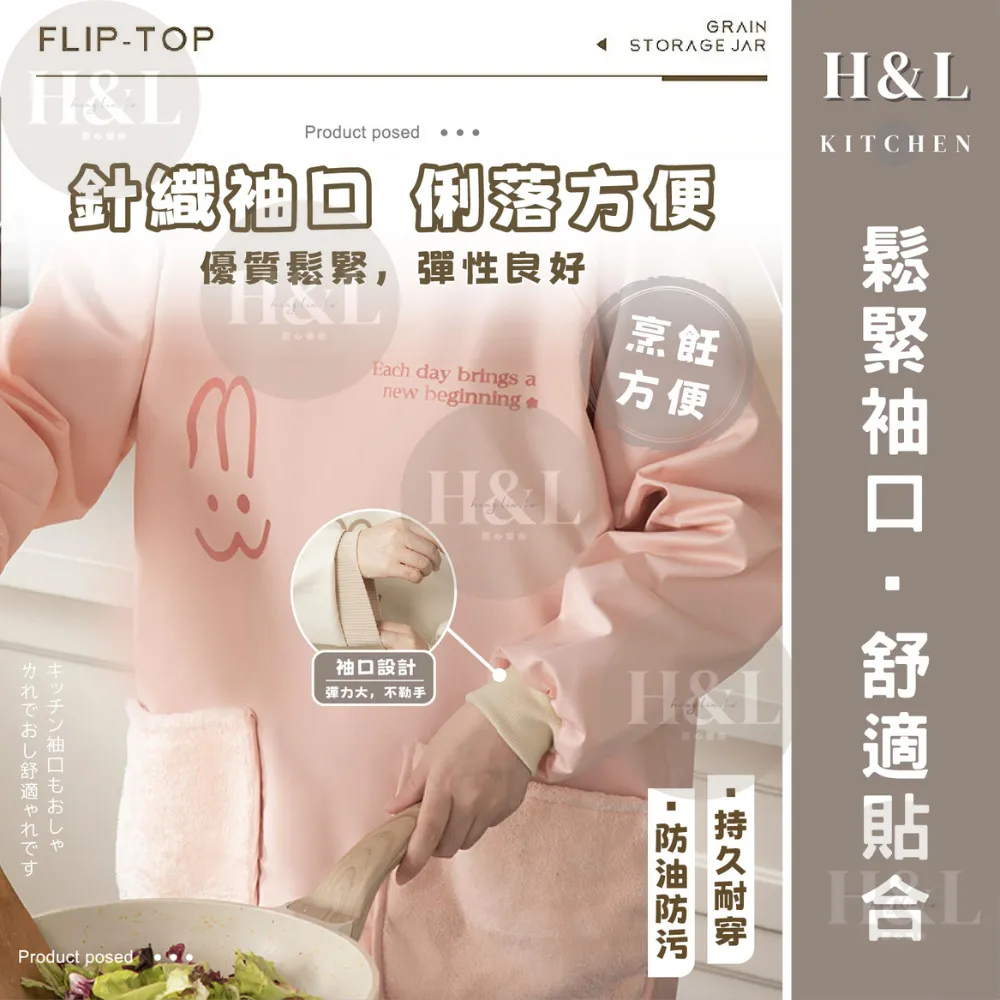 FLIP-TOP
GRAIN
STORAGE JAR
H&L
Product posed
針織袖口 俐落方便
優質鬆緊，彈性良好
H&L
烹飪
方便
Each day brings a
new beginning
H&L
袖口設計
彈力大，不勒手
キッチン袖口もおしゃ
カれでおし舒適ゃれです
H&L
・持久耐穿
・防油防污
Product posed
H&L
KITCHEN
鬆緊袖口・舒適貼合
H&L